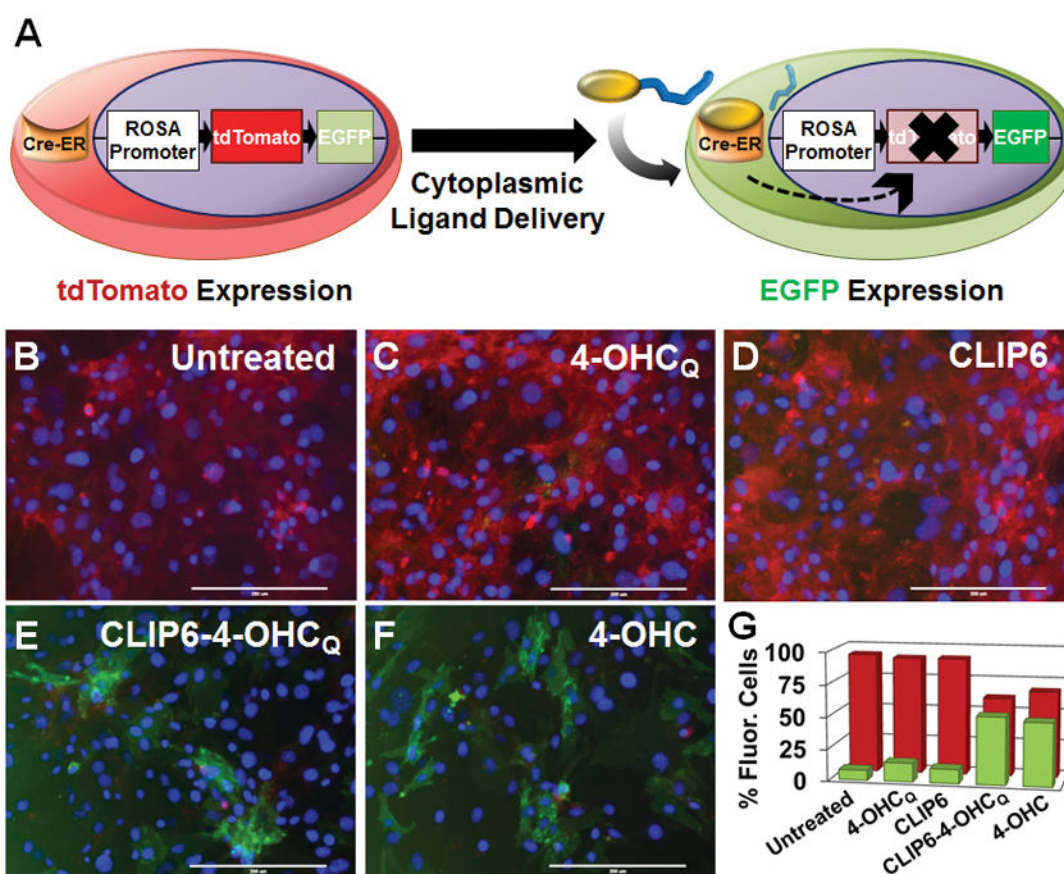 A
Cre-ER
ROSA
Promoter
tdTomato
EGFP
Cytoplasmic
Ligand Delivery
Cre-ER
ROSA
Promoter
EGFP
tdTomato Expression
EGFP Expression
B
Untreated
C
4-OHCQ
D
CLIP6
E
CLIP6-4-OHCQ
F
4-OHC
G
% Fluor. Cells
100
75
50
25
0
Untreated
4-OHCQ
CLIP6
CLIP6-4-OHCQ
4-OHC